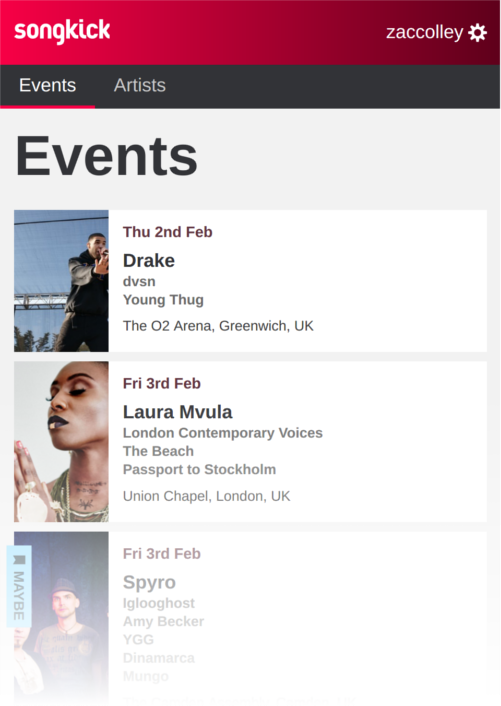 songkick
zaccolley
Events
Artists
Events
Thu 2nd Feb
Drake
dvsn
Young Thug
The O2 Arena, Greenwich, UK
Fri 3rd Feb
Laura Mvula
London Contemporary Voices
The Beach
Passport to Stockholm
Union Chapel, London, UK
MAYBE
Fri 3rd Feb
Spyro
Iglooghost
Amy Becker
YGG
Dinamarca
Mungo